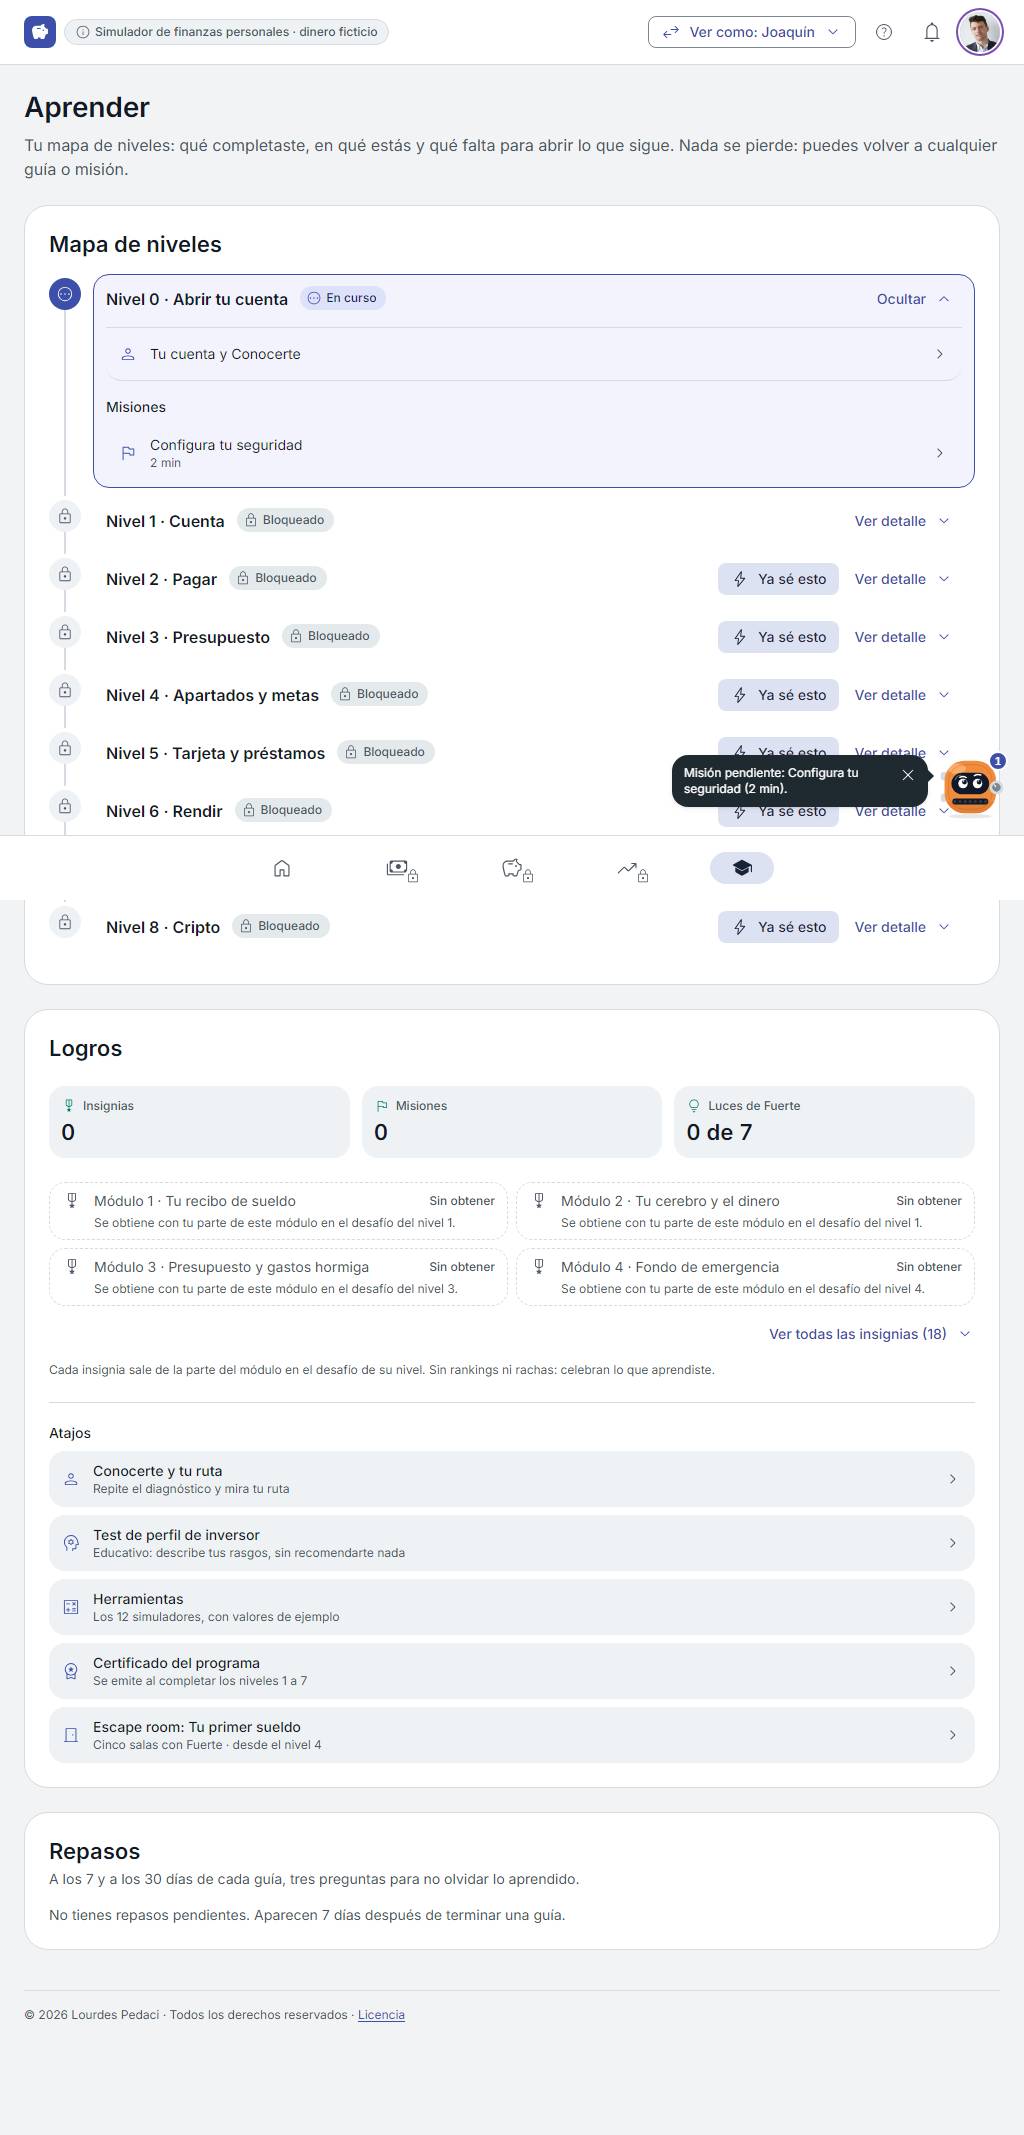 Simulador de finanzas personales · dinero ficticio
Ver como: Joaquín
Aprender
Tu mapa de niveles: qué completaste, en qué estás y qué falta para abrir lo que sigue. Nada se pierde: puedes volver a cualquier
guía o misión.
Mapa de niveles
Nivel 0 · Abrir tu cuenta
En curso
Ocultar
Tu cuenta y Conocerte
Misiones
Configura tu seguridad
2 min
Nivel 1 · Cuenta
Bloqueado
Ver detalle
Nivel 2 · Pagar
Bloqueado
Ya sé esto
Ver detalle
Nivel 3 · Presupuesto
Bloqueado
Ya sé esto
Ver detalle
Nivel 4 · Apartados y metas
Bloqueado
Ya sé esto
Ver detalle
Nivel 5 · Tarjeta y préstamos
Bloqueado
Ya sé esto
Ver detalle
Misión pendiente: Configura tu
seguridad (2 min).
1
Nivel 6 · Rendir
Bloqueado
Ya sé esto
Ver detalle
Nivel 8 · Cripto
Bloqueado
Ya sé esto
Ver detalle
Logros
Insignias
0
Misiones
0
Luces de Fuerte
0 de 7
Módulo 1 · Tu recibo de sueldo
Sin obtener
Se obtiene con tu parte de este módulo en el desafío del nivel 1.
Módulo 2 · Tu cerebro y el dinero
Sin obtener
Se obtiene con tu parte de este módulo en el desafío del nivel 1.
Módulo 3 · Presupuesto y gastos hormiga
Sin obtener
Se obtiene con tu parte de este módulo en el desafío del nivel 3.
Módulo 4 · Fondo de emergencia
Sin obtener
Se obtiene con tu parte de este módulo en el desafío del nivel 4.
Ver todas las insignias (18)
Cada insignia sale de la parte del módulo en el desafío de su nivel. Sin rankings ni rachas: celebran lo que aprendiste.
Atajos
Conocerte y tu ruta
Repite el diagnóstico y mira tu ruta
Test de perfil de inversor
Educativo: describe tus rasgos, sin recomendarte nada
Herramientas
Los 12 simuladores, con valores de ejemplo
Certificado del programa
Se emite al completar los niveles 1 a 7
Escape room: Tu primer sueldo
Cinco salas con Fuerte · desde el nivel 4
Repasos
A los 7 y a los 30 días de cada guía, tres preguntas para no olvidar lo aprendido.
No tienes repasos pendientes. Aparecen 7 días después de terminar una guía.
© 2026 Lourdes Pedaci · Todos los derechos reservados · Licencia